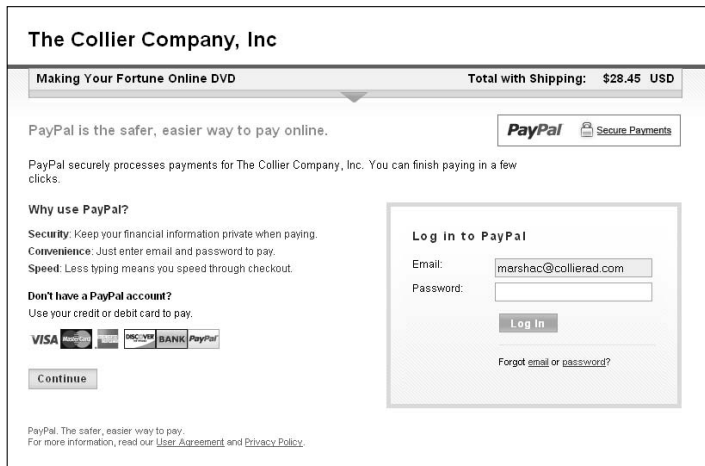 The Collier Company, Inc
Making Your Fortune Online DVD Total with Shipping: $28.45 USD
PayPal is the safer, easier way to pay online.
PayPal Secure Payments
PayPal securely processes payments for The Collier Company, Inc. You can finish paying in a few
clicks.
Why use PayPal?
Security: Keep your financial information private when paying.
Convenience: Just enter email and password to pay.
Speed: Less typing means you speed through checkout.
Don't have a PayPal account?
Use your credit or debit card to pay.
VISA MasterCard DISCOVER BANK PayPal
Continue
Log in to PayPal
Email: marshac@collierad.com
Password:
Log In
Forgot email or password?
PayPal. The safer, easier way to pay.
For more information, read our User Agreement and Privacy Policy.